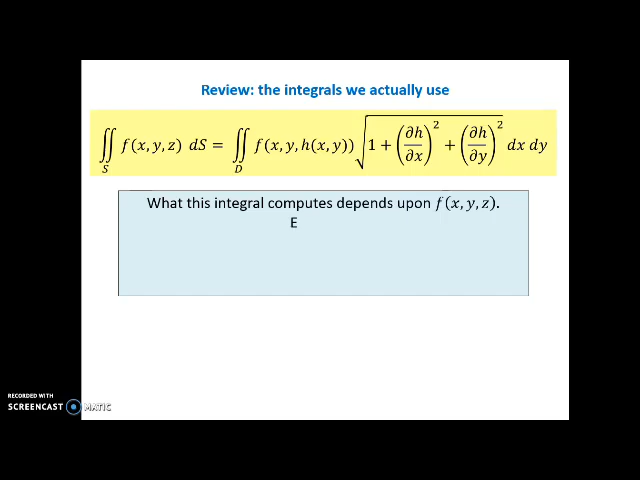 Review: the integrals we actually use
∬_S f(x, y, z) dS = ∬_D f(x, y, h(x, y)) √(1 + (∂h/∂x)² + (∂h/∂y)²) dx dy
What this integral computes depends upon f(x, y, z).
E
RECORDED WITH
SCREENCAST MATIC